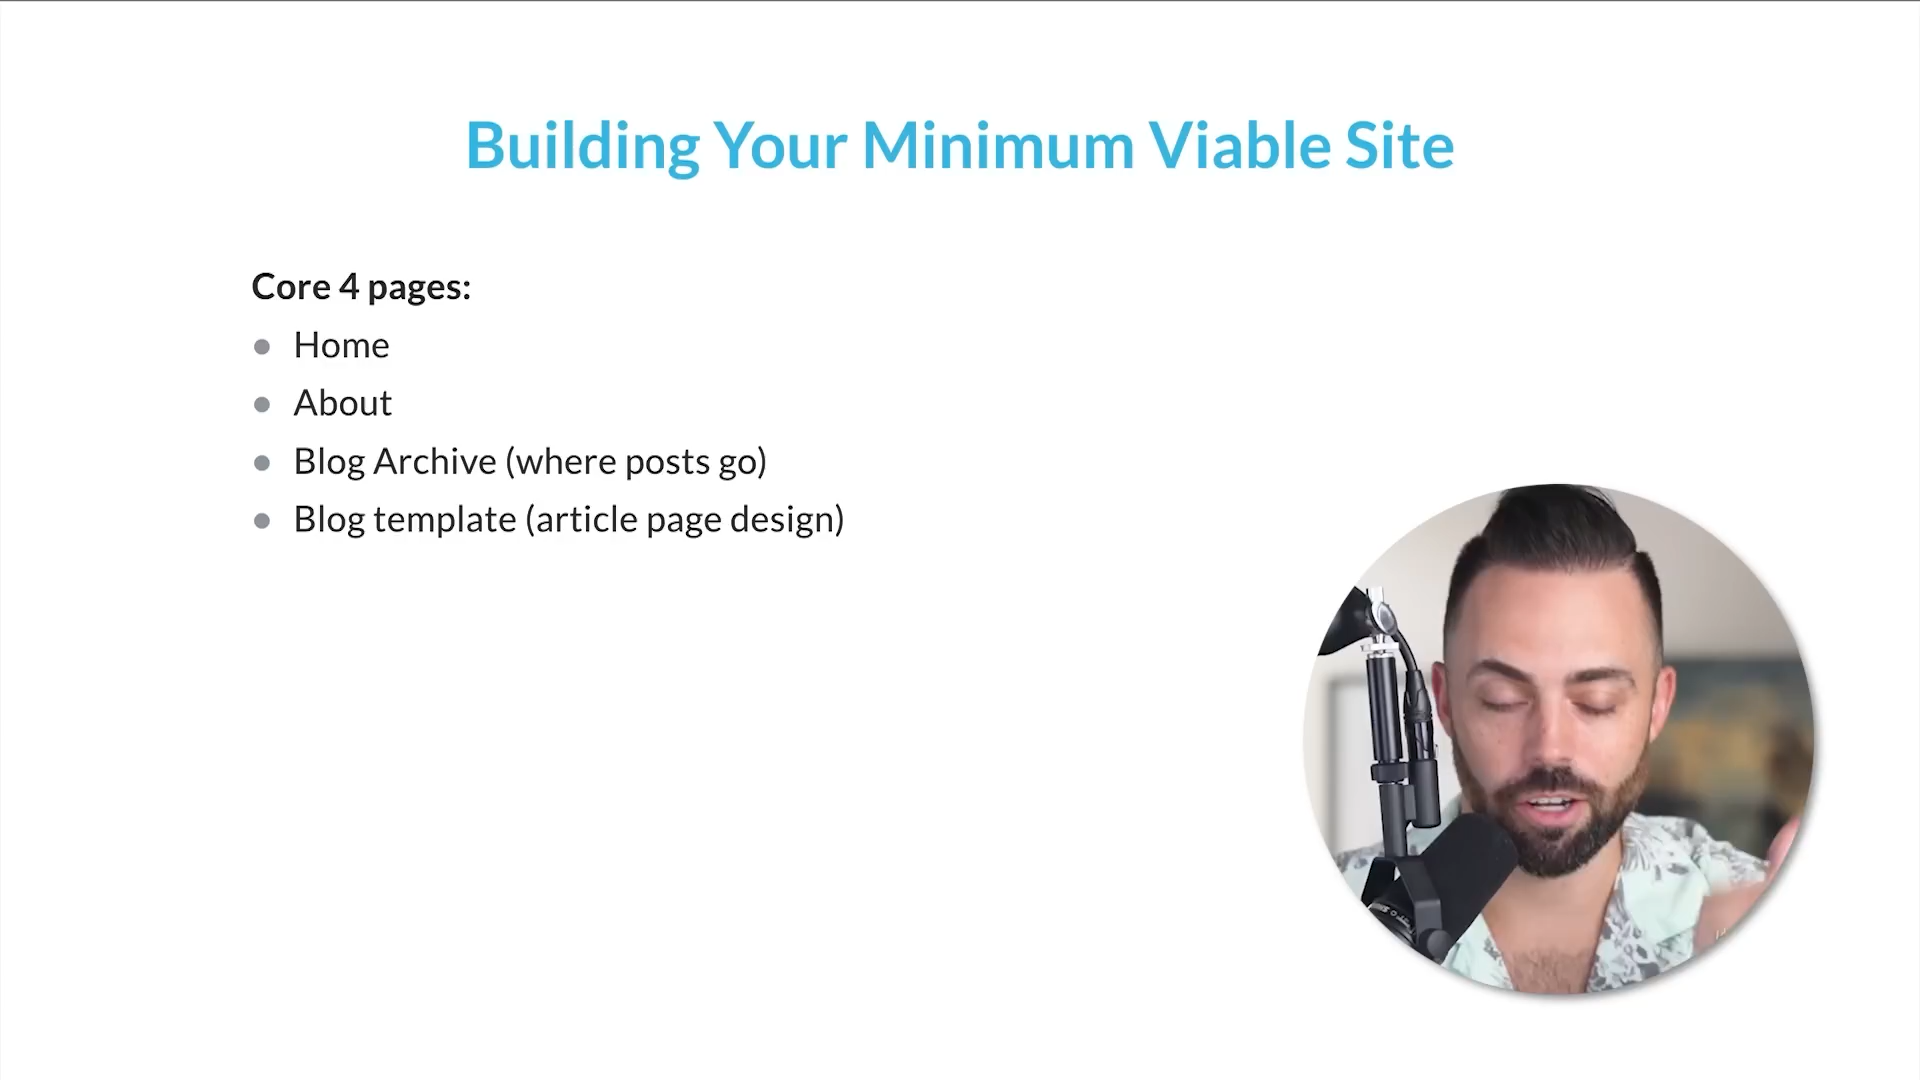 Building Your Minimum Viable Site
Core 4 pages:
● Home
● About
● Blog Archive (where posts go)
● Blog template (article page design)